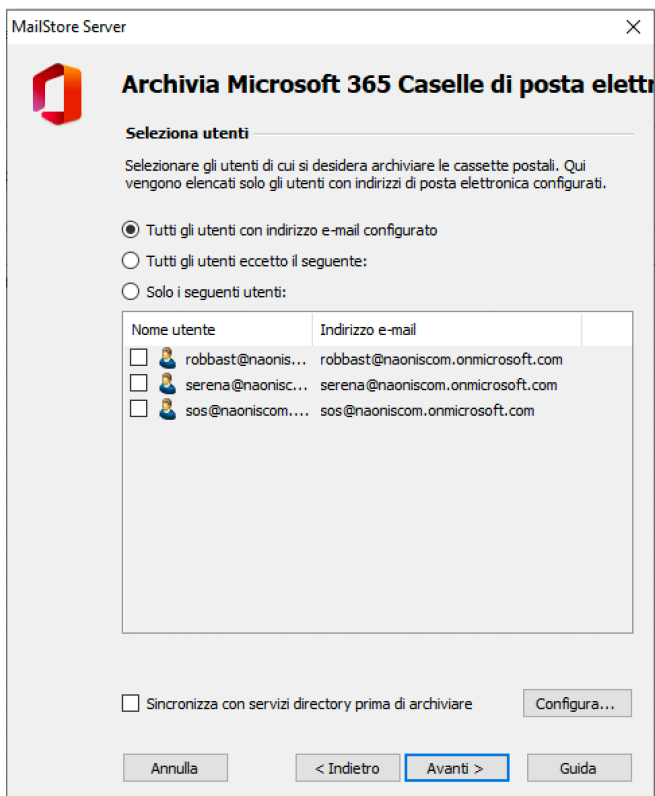 MailStore Server
Archivia Microsoft 365 Caselle di posta elettr
Seleziona utenti
Selezionare gli utenti di cui si desidera archiviare le cassette postali. Qui
vengono elencati solo gli utenti con indirizzi di posta elettronica configurati.
Tutti gli utenti con indirizzo e-mail configurato
Tutti gli utenti eccetto il seguente:
Solo i seguenti utenti:
Nome utente Indirizzo e-mail
robbast@naonis... robbast@naoniscom.onmicrosoft.com
serena@naonisc... serena@naoniscom.onmicrosoft.com
sos@naoniscom.... sos@naoniscom.onmicrosoft.com
Sincronizza con servizi directory prima di archiviare Configura...
Annulla < Indietro Avanti > Guida